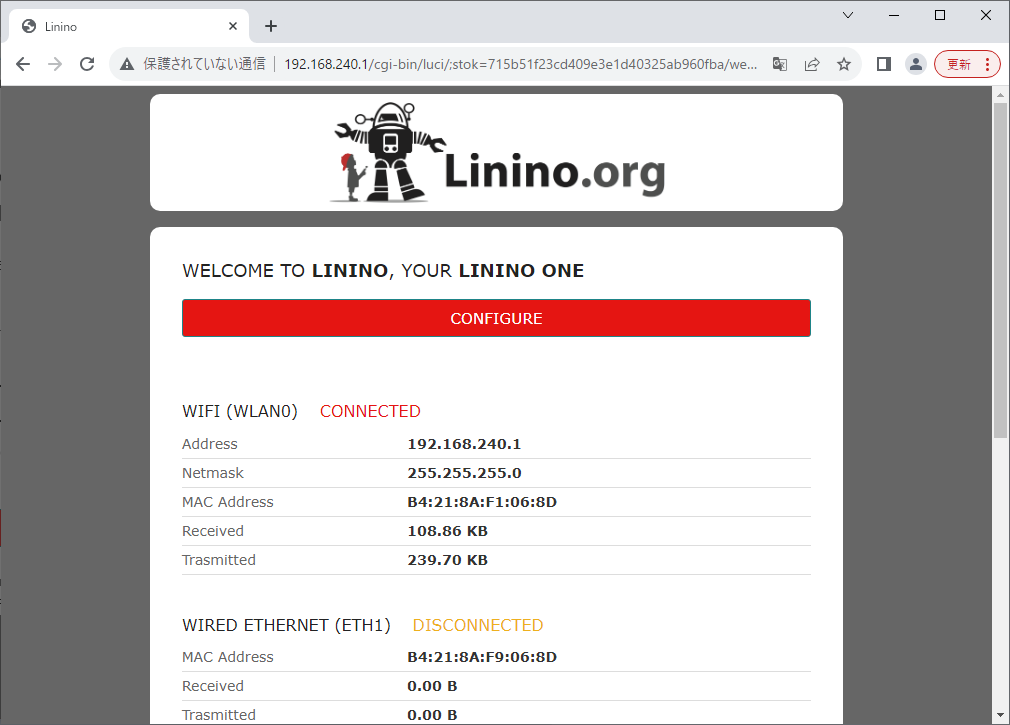 Linino
保護されていない通信 192.168.240.1/cgi-bin/luci/;stok=715b51f23cd409e3e1d40325ab960fba/we... 更新
Linino.org
WELCOME TO LININO, YOUR LININO ONE
CONFIGURE
WIFI (WLAN0) CONNECTED
Address 192.168.240.1
Netmask 255.255.255.0
MAC Address B4:21:8A:F1:06:8D
Received 108.86 KB
Trasmitted 239.70 KB
WIRED ETHERNET (ETH1) DISCONNECTED
MAC Address B4:21:8A:F9:06:8D
Received 0.00 B
Trasmitted 0.00 B